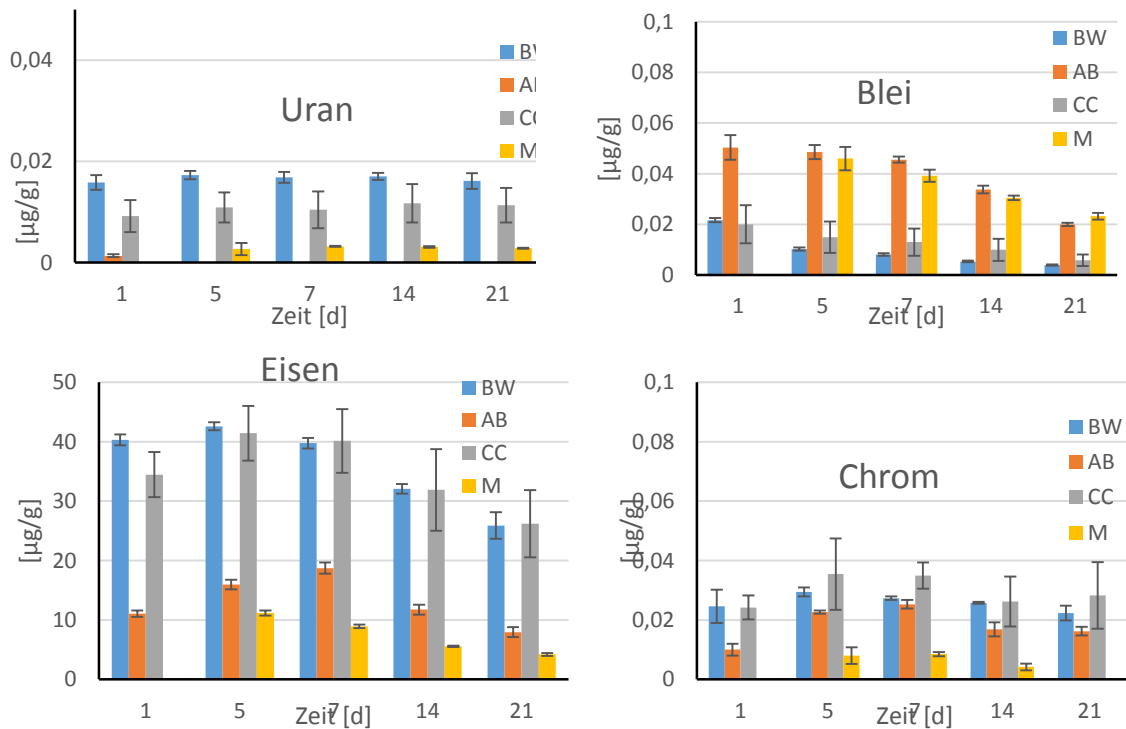 Uran
0,04
0,02
0
[µg/g]
1 5 7 14 21
Zeit [d]
BW
AB
CC
M
Blei
0,1
0,08
0,06
0,04
0,02
0
[µg/g]
1 5 7 14 21
Zeit [d]
BW
AB
CC
M
Eisen
50
40
30
20
10
0
[µg/g]
1 5 7 14 21
Zeit [d]
BW
AB
CC
M
Chrom
0,1
0,08
0,06
0,04
0,02
0
[µg/g]
1 5 7 14 21
Zeit [d]
BW
AB
CC
M